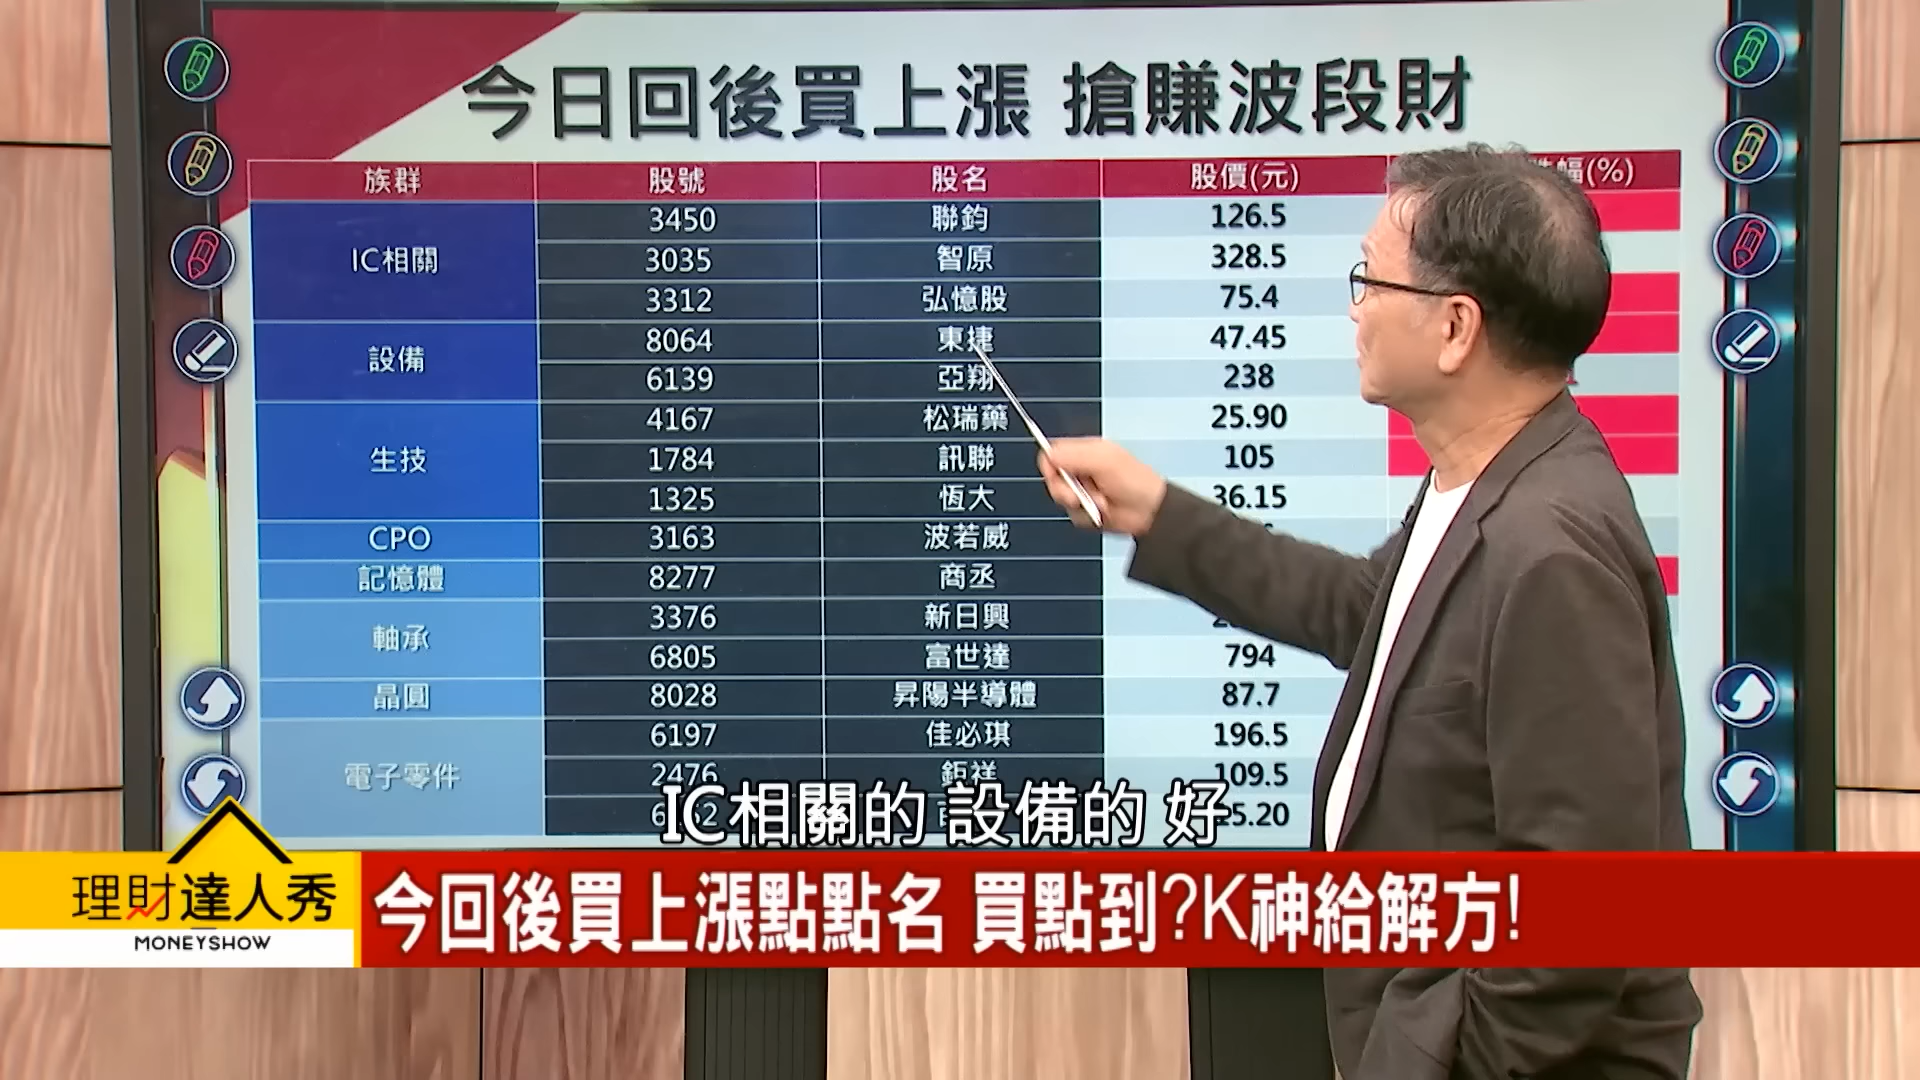 今日回後買上漲 搶賺波段財
族群 股號 股名 股價(元) 幅(%)
IC相關 3450 聯鈞 126.5
3035 智原 328.5
3312 弘憶股 75.4
設備 8064 東捷 47.45
6139 亞翔 238
生技 4167 松瑞藥 25.90
1784 訊聯 105
1325 恆大 36.15
CPO 3163 波若威
記憶體 8277 商丞
軸承 3376 新日興
6805 富世達 794
晶圓 8028 昇陽半導體 87.7
電子零件 6197 佳必琪 196.5
2476 鉅祥 109.5
5.20
IC相關的 設備的 好
理財達人秀
MONEYSHOW
今回後買上漲點點名 買點到?K神給解方!